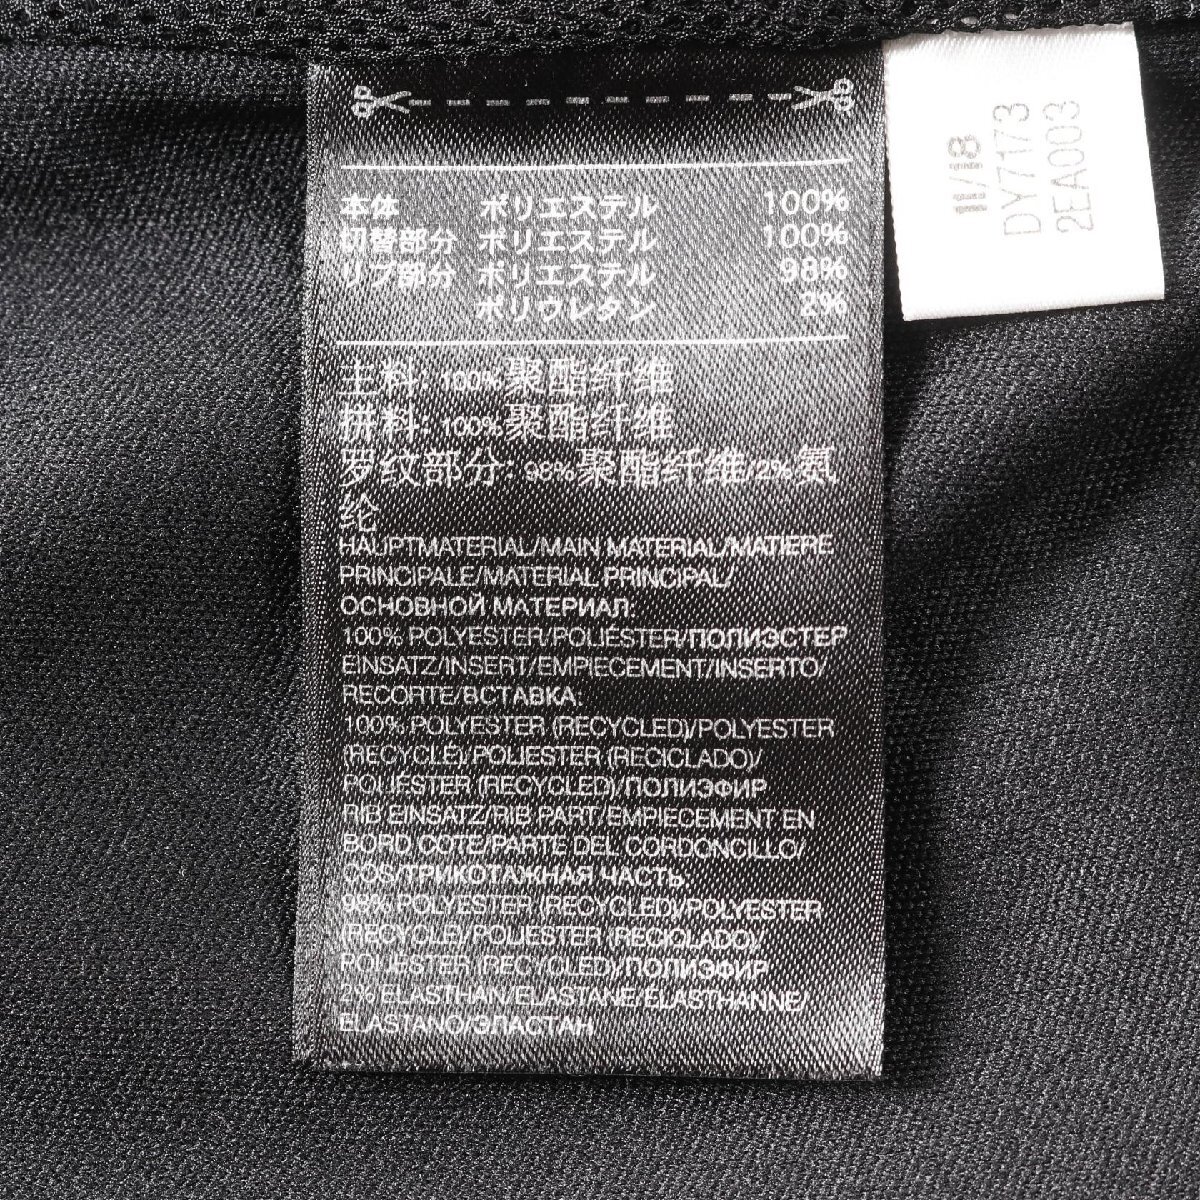 本体 ポリエステル 100%
切替部分 ポリエステル 100%
リブ部分 ポリエステル 98%
ポリウレタン 2%
主料: 100%聚酯纤维
拼料: 100%聚酯纤维
罗纹部分: 98%聚酯纤维/2%氨
纶
HAUPTMATERIAL/MAIN MATERIAL/MATIERE
PRINCIPALE/MATERIAL PRINCIPAL/
ОСНОВНОЙ МАТЕРИАЛ:
100% POLYESTER/POLIÉSTER/ПОЛИЭСТЕР
EINSATZ/INSERT/EMPIECEMENT/INSERTO/
RECORTE/ВСТАВКА:
100% POLYESTER (RECYCLED)/POLYESTER
(RECYCLÉ)/POLIESTER (RECICLADO)/
POLIÉSTER (RECYCLED)/ПОЛИЭФИР
RIB EINSATZ/RIB PART/EMPIECEMENT EN
BORD COTE/PARTE DEL CORDONCILLO/
COS/ТРИКОТАЖНАЯ ЧАСТЬ:
98% POLYESTER (RECYCLED)/POLYESTER
(RECYCLÉ)/POLIESTER (RECICLADO)/
POLIÉSTER (RECYCLED)/ПОЛИЭФИР
2% ELASTHAN/ELASTANE/ELASTHANNE/
ELASTANO/ЭЛАСТАН
11/18
DY7173
2EA003